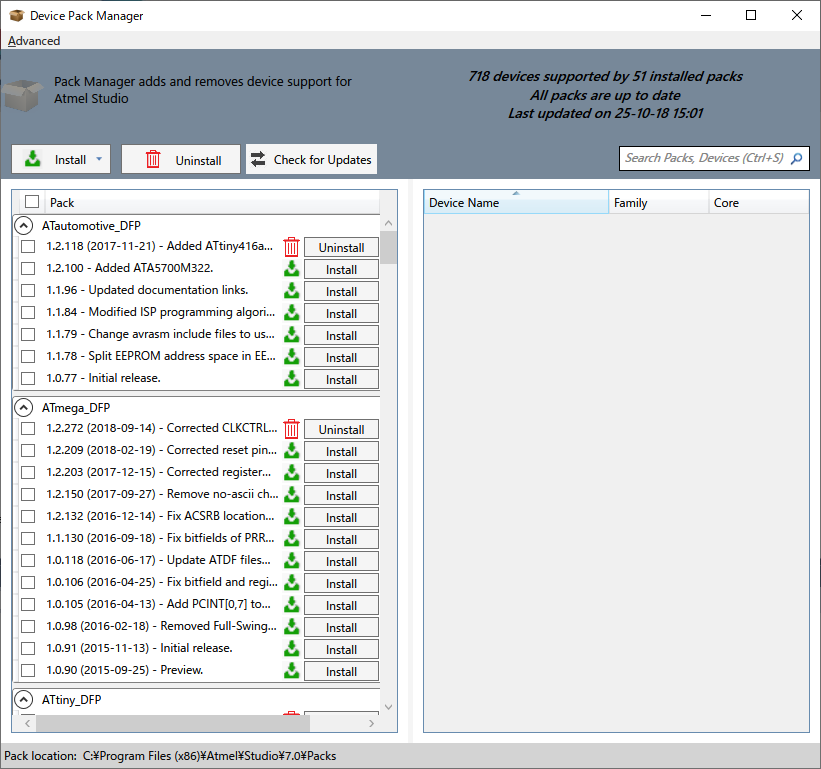 Device Pack Manager
Advanced
Pack Manager adds and removes device support for
Atmel Studio
718 devices supported by 51 installed packs
All packs are up to date
Last updated on 25-10-18 15:01
Install
Uninstall
Check for Updates
Search Packs, Devices (Ctrl+S)
Pack
ATautomotive_DFP
1.2.118 (2017-11-21) - Added ATtiny416a... Uninstall
1.2.100 - Added ATA5700M322. Install
1.1.96 - Updated documentation links. Install
1.1.84 - Modified ISP programming algori... Install
1.1.79 - Change avrasm include files to us... Install
1.1.78 - Split EEPROM address space in EE... Install
1.0.77 - Initial release. Install
ATmega_DFP
1.2.272 (2018-09-14) - Corrected CLKCTRL... Uninstall
1.2.209 (2018-02-19) - Corrected reset pin... Install
1.2.203 (2017-12-15) - Corrected register... Install
1.2.150 (2017-09-27) - Remove no-ascii ch... Install
1.2.132 (2016-12-14) - Fix ACSRB location... Install
1.1.130 (2016-09-18) - Fix bitfields of PRR... Install
1.0.118 (2016-06-17) - Update ATDF files... Install
1.0.106 (2016-04-25) - Fix bitfield and regi... Install
1.0.105 (2016-04-13) - Add PCINT[0,7] to... Install
1.0.98 (2016-02-18) - Removed Full-Swing... Install
1.0.91 (2015-11-13) - Initial release. Install
1.0.90 (2015-09-25) - Preview. Install
ATtiny_DFP
Device Name Family Core
Pack location: C:¥Program Files (x86)¥Atmel¥Studio¥7.0¥Packs